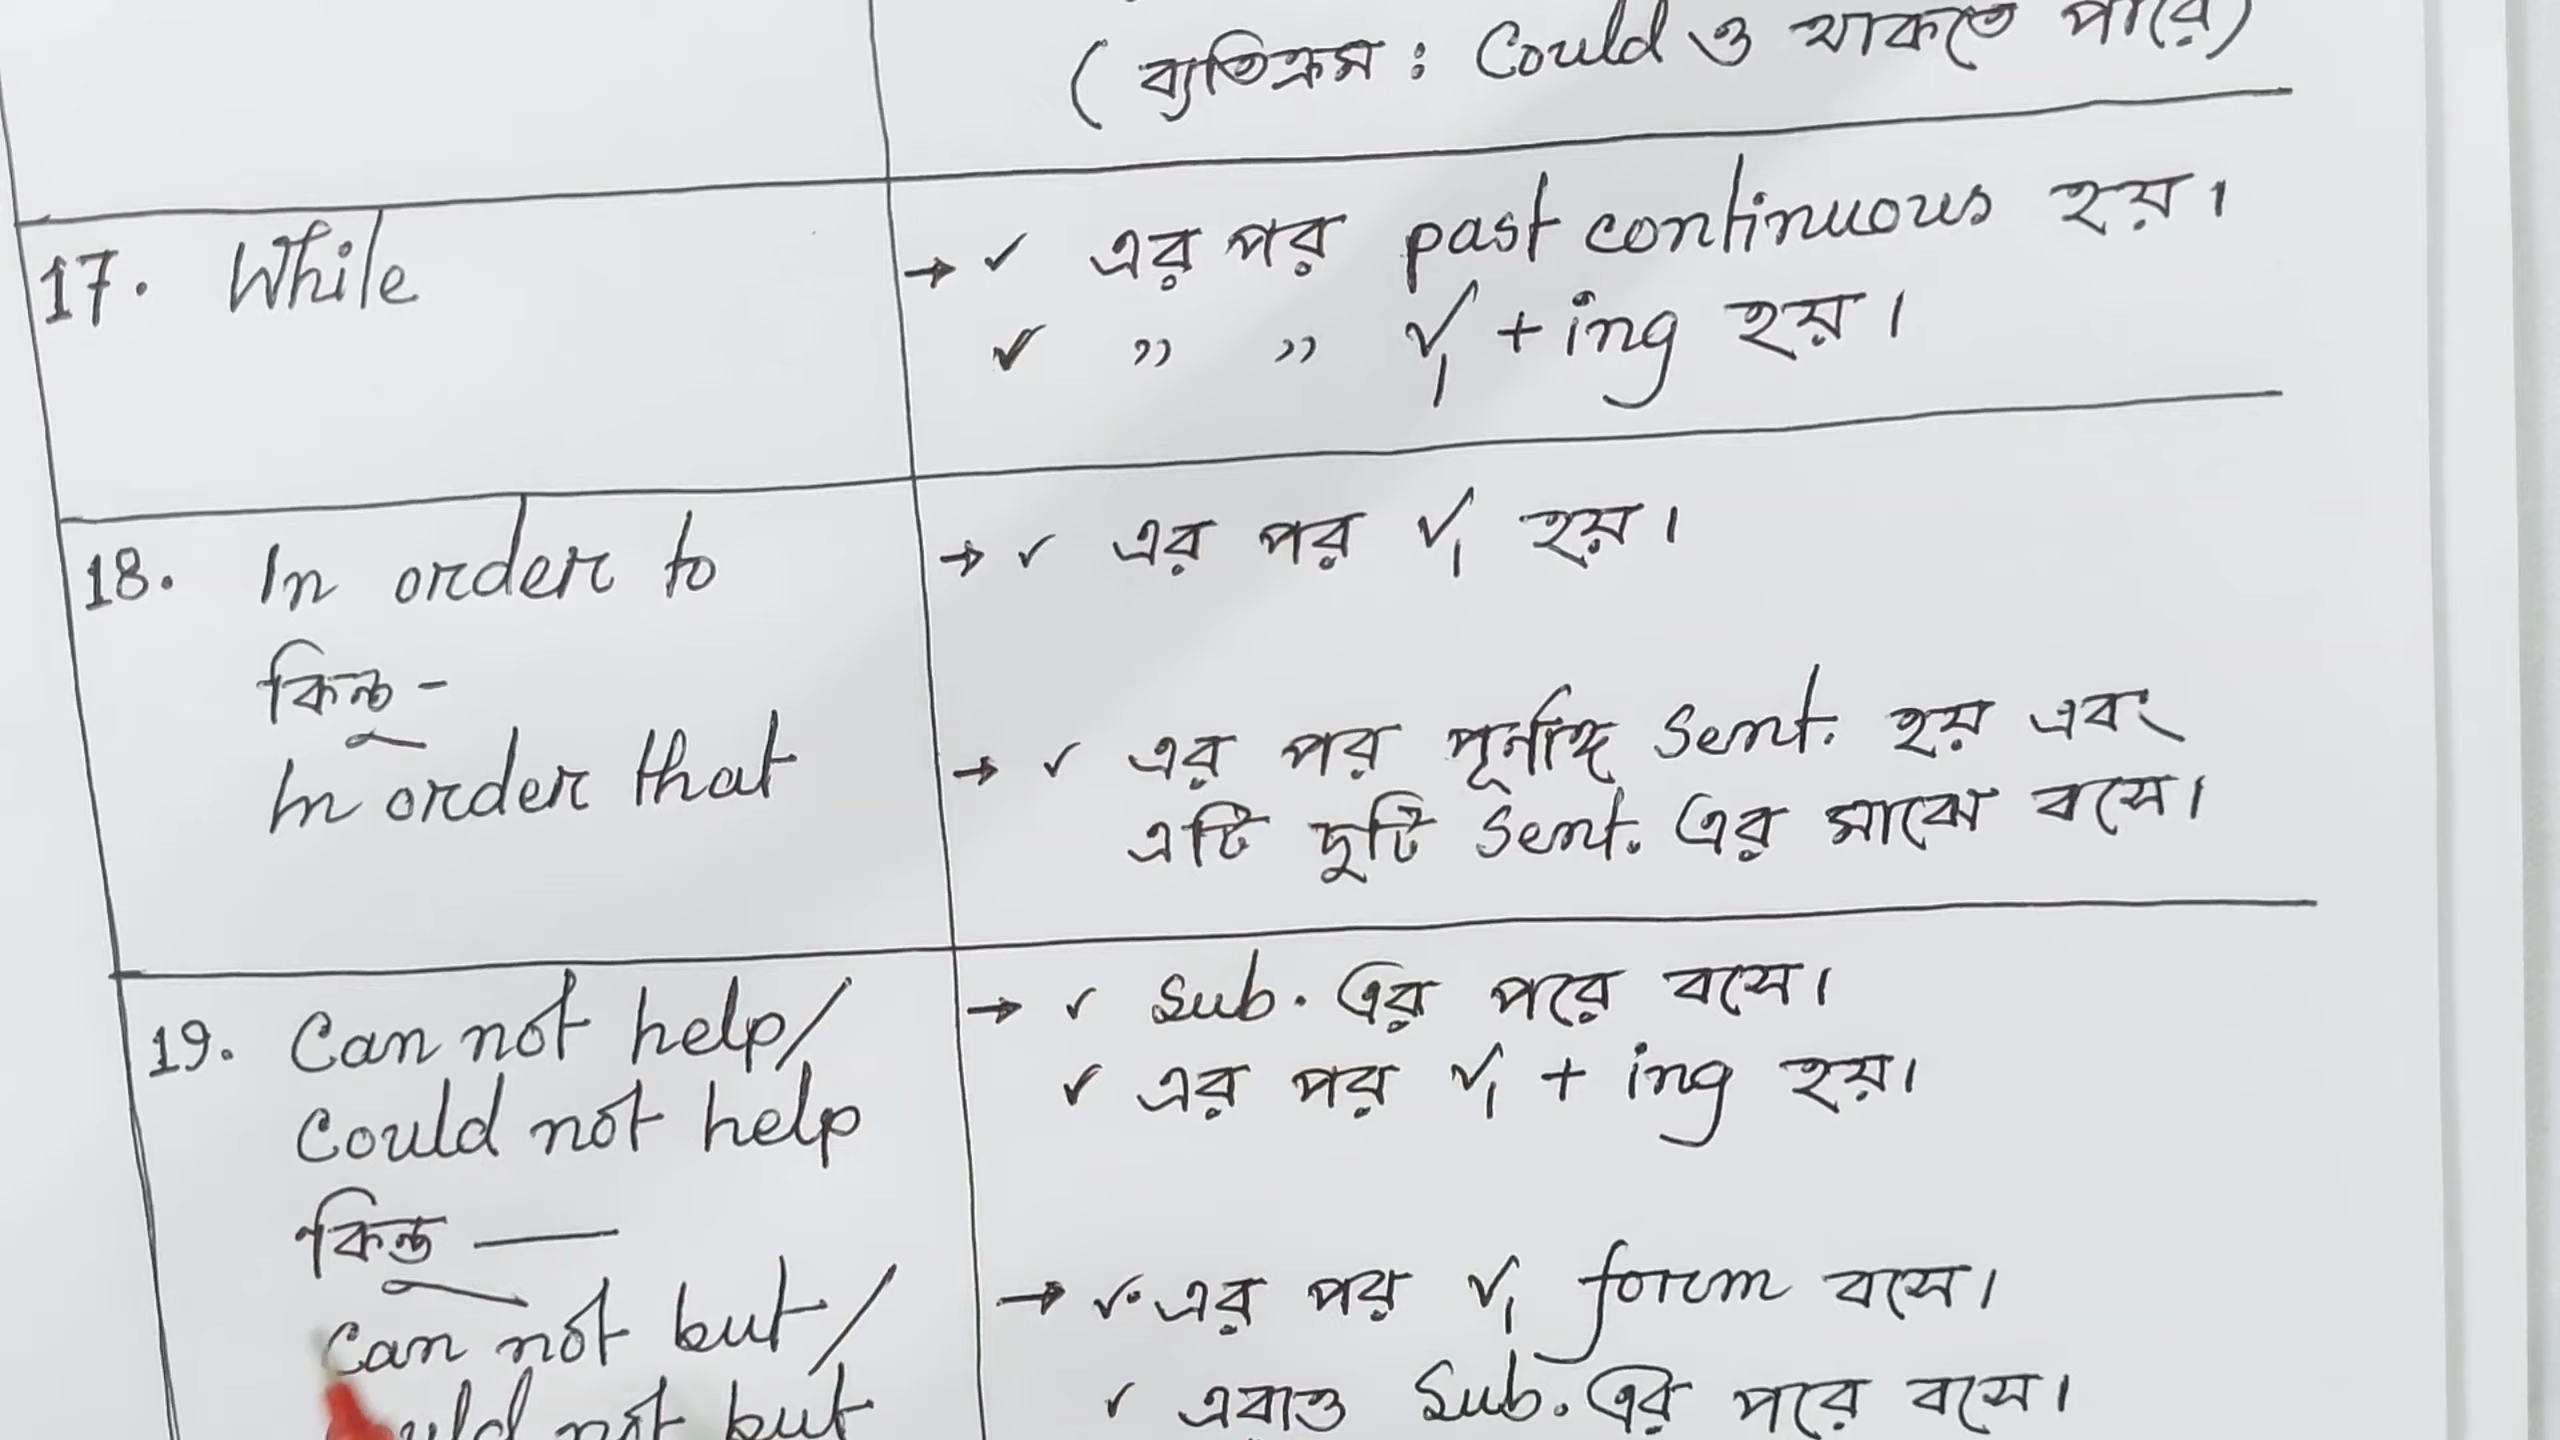 (ব্যতিক্রম : Could ও থাকতে পারে)
17. While → ✓ এর পর past continuous হয়।
✓ ,, ,, V₁ + ing হয়।
18. In order to → ✓ এর পর V₁ হয়।
কিন্তু -
In order that → ✓ এর পর পূর্নাঙ্গ Sent. হয় এবং
এটি দুটি Sent. এর মাঝে বসে।
19. Can not help/ → ✓ Sub. এর পরে বসে।
Could not help ✓ এর পর V₁ + ing হয়।
কিন্তু —
Can not but/ → ✓ এর পর V₁ form বসে।
not but ✓ এরাও Sub. এর পরে বসে।